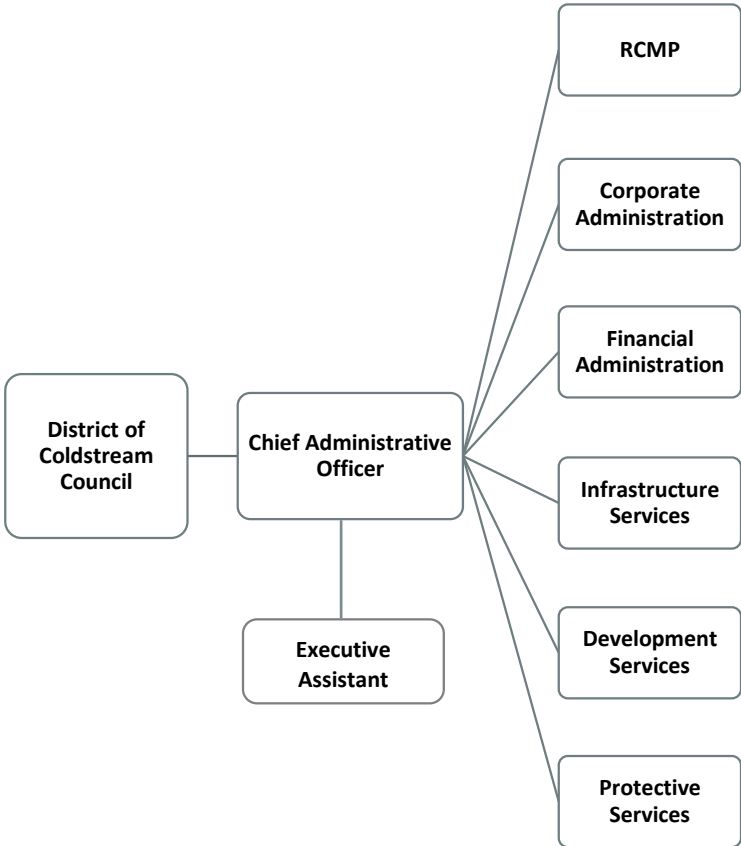 RCMP
Corporate
Administration
Financial
Administration
District of
Coldstream
Council
Chief Administrative
Officer
Infrastructure
Services
Executive
Assistant
Development
Services
Protective
Services